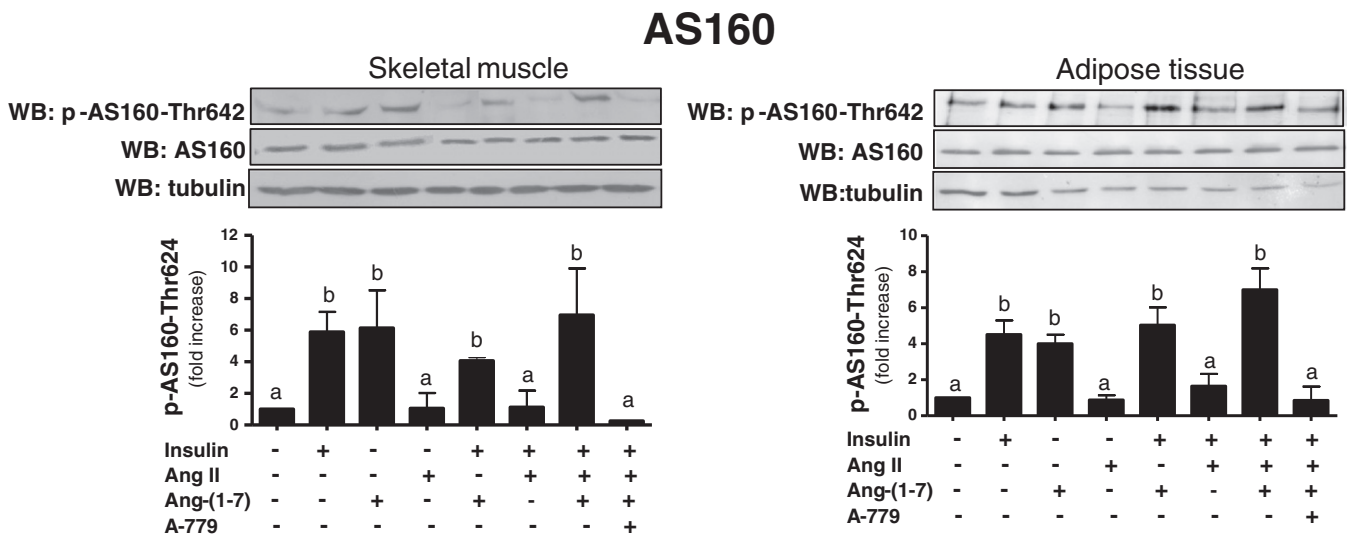 AS160
Skeletal muscle
WB: p-AS160-Thr642
WB: AS160
WB: tubulin
p-AS160-Thr624
(fold increase)
12
10
8
6
4
2
0
a b b a b a b a
Insulin - + - - + + + +
Ang II - - - + - + + +
Ang-(1-7) - - + - + - + +
A-779 - - - - - - - +
Adipose tissue
WB: p-AS160-Thr642
WB: AS160
WB:tubulin
p-AS160-Thr624
(fold increase)
10
8
6
4
2
0
a b b a b a b a
Insulin - + - - + + + +
Ang II - - - + - + + +
Ang-(1-7) - - + - + - + +
A-779 - - - - - - - +